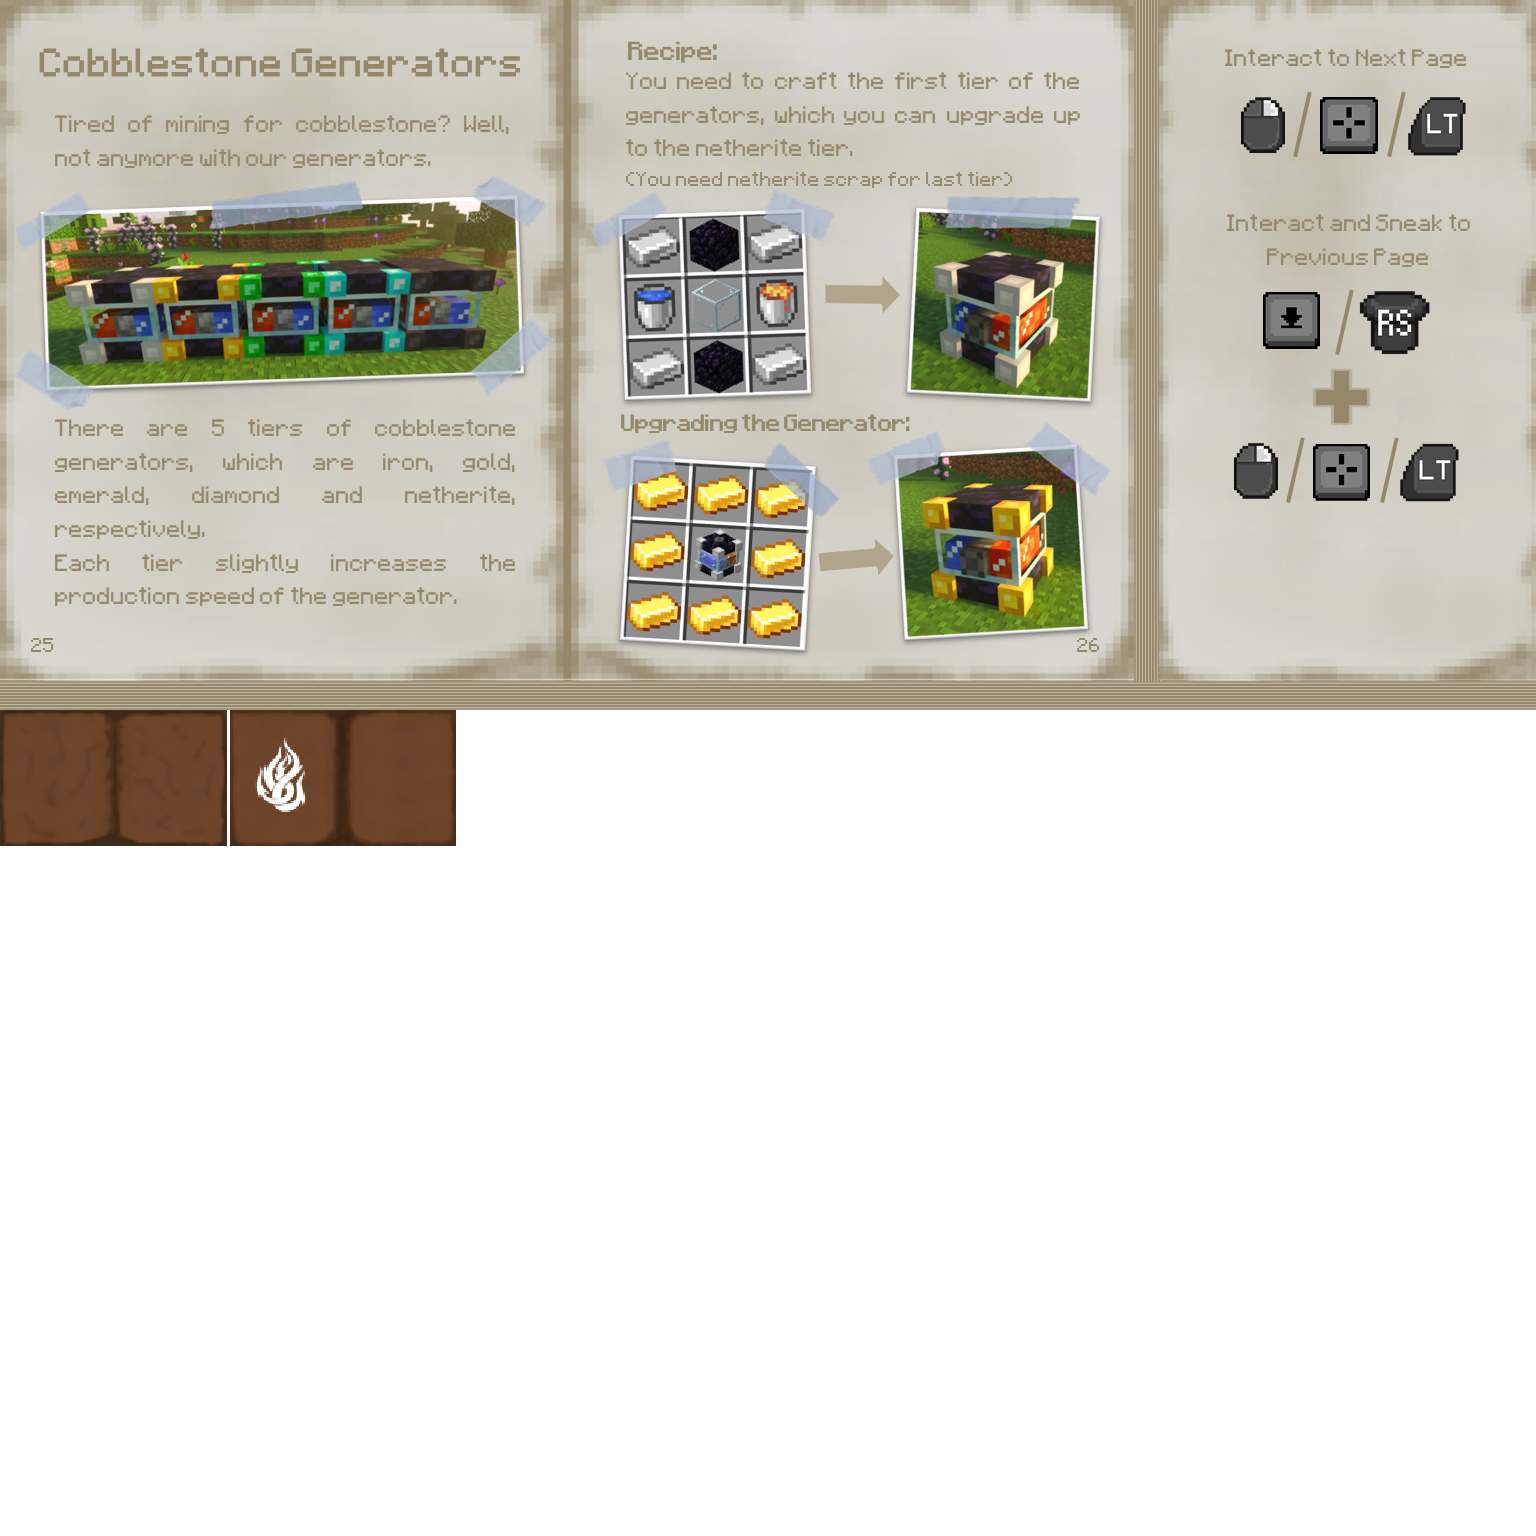 Cobblestone Generators
Tired of mining for cobblestone? Well,
not anymore with our generators.
There are 5 tiers of cobblestone
generators, which are iron, gold,
emerald, diamond and netherite,
respectively.
Each tier slightly increases the
production speed of the generator.
25
Recipe:
You need to craft the first tier of the
generators, which you can upgrade up
to the netherite tier.
(You need netherite scrap for last tier)
Upgrading the Generator:
26
Interact to Next Page
LT
Interact and Sneak to
Previous Page
RS
LT